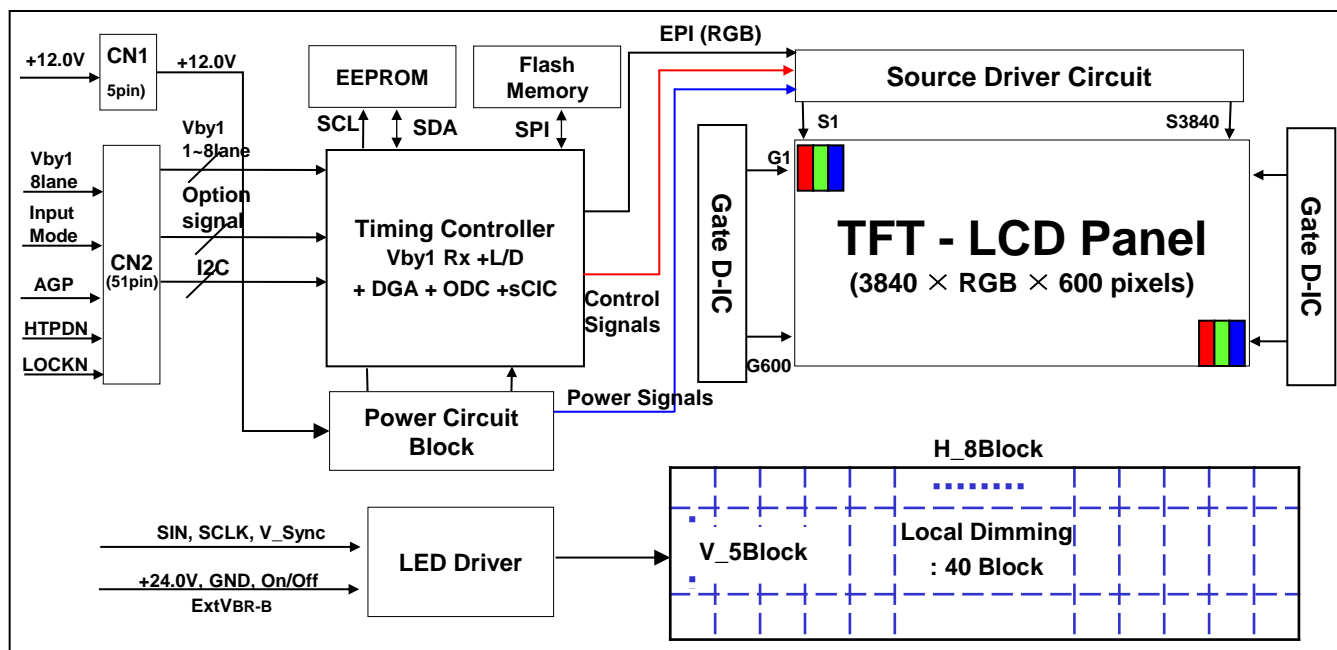 +12.0V
CN1
5pin)
+12.0V
EEPROM
Flash
Memory
SCL
SDA
SPI
EPI (RGB)
Source Driver Circuit
S1
S3840
Vby1
1~8lane
Vby1
8lane
Option
signal
Input
Mode
CN2
(51pin)
I2C
AGP
HTPDN
LOCKN
Timing Controller
Vby1 Rx +L/D
+ DGA + ODC +sCIC
Control
Signals
Gate D-IC
G1
G600
TFT - LCD Panel
(3840 × RGB × 600 pixels)
Gate D-IC
Power Circuit
Block
Power Signals
H_8Block
SIN, SCLK, V_Sync
+24.0V, GND, On/Off
ExtVBR-B
LED Driver
V_5Block
Local Dimming
: 40 Block